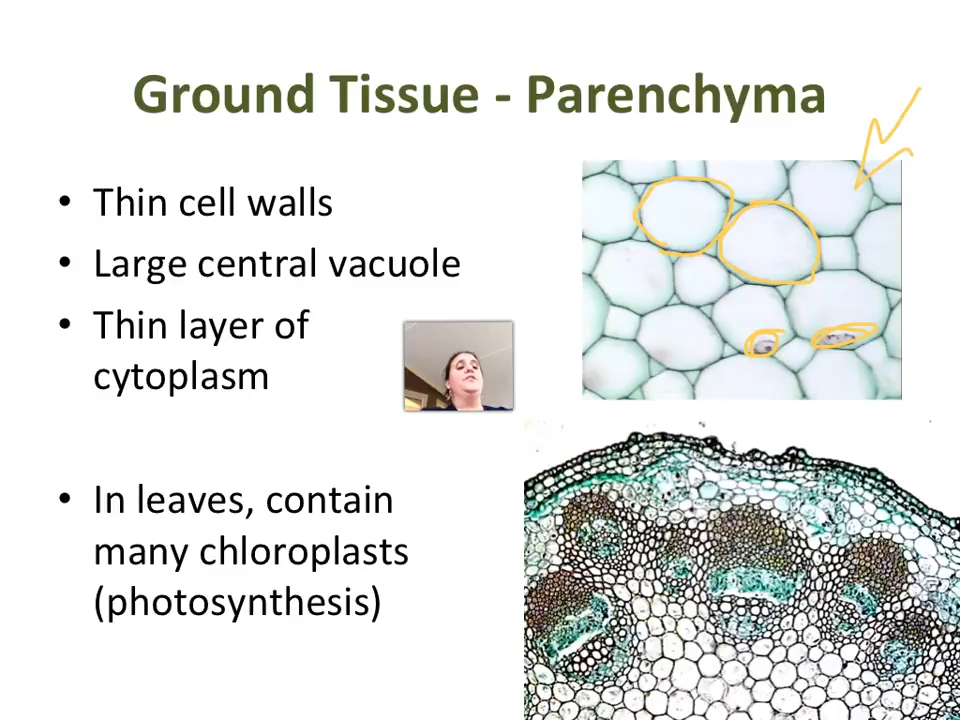 Ground Tissue - Parenchyma
• Thin cell walls
• Large central vacuole
• Thin layer of
cytoplasm
• In leaves, contain
many chloroplasts
(photosynthesis)